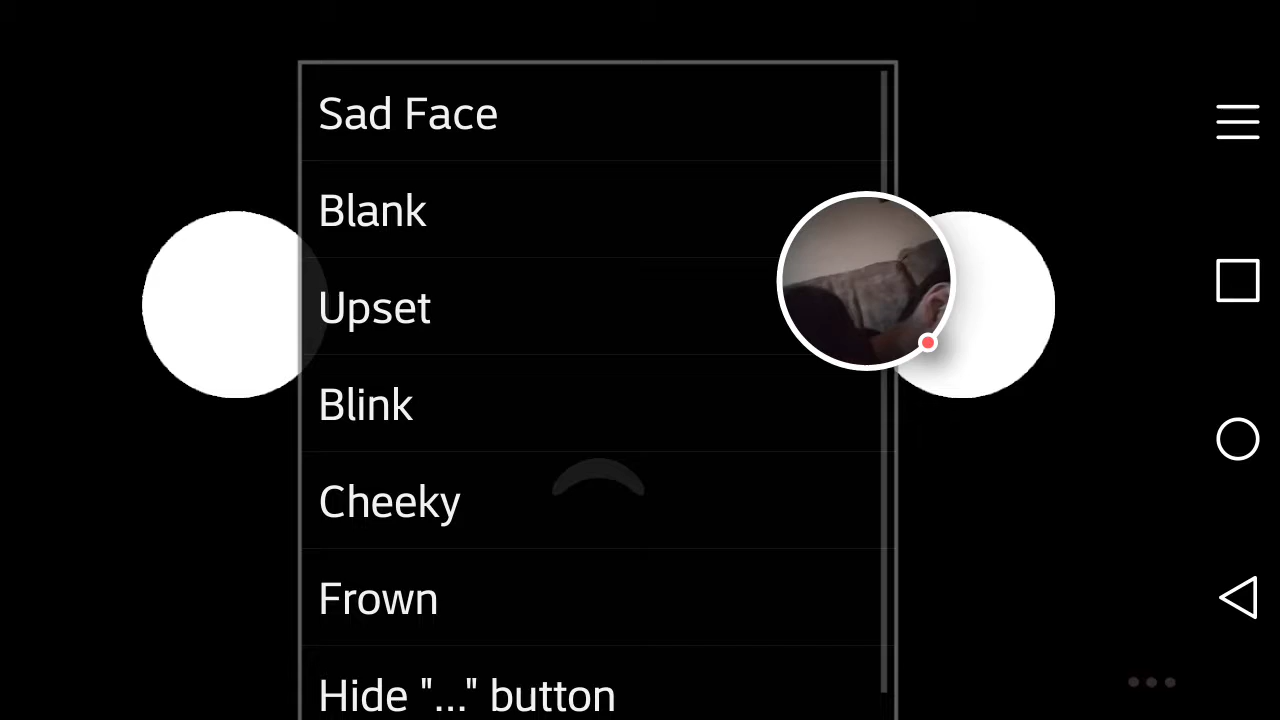 Sad Face
Blank
Upset
Blink
Cheeky
Frown
Hide "..." button